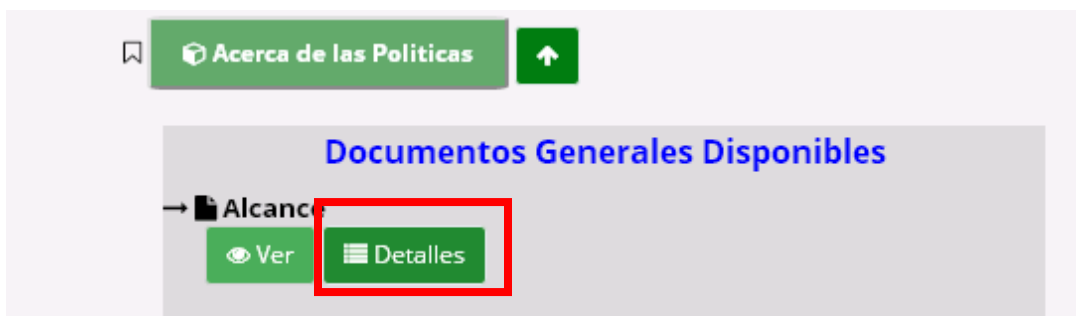 Acerca de las Politicas
Documentos Generales Disponibles
Alcance
Ver Detalles